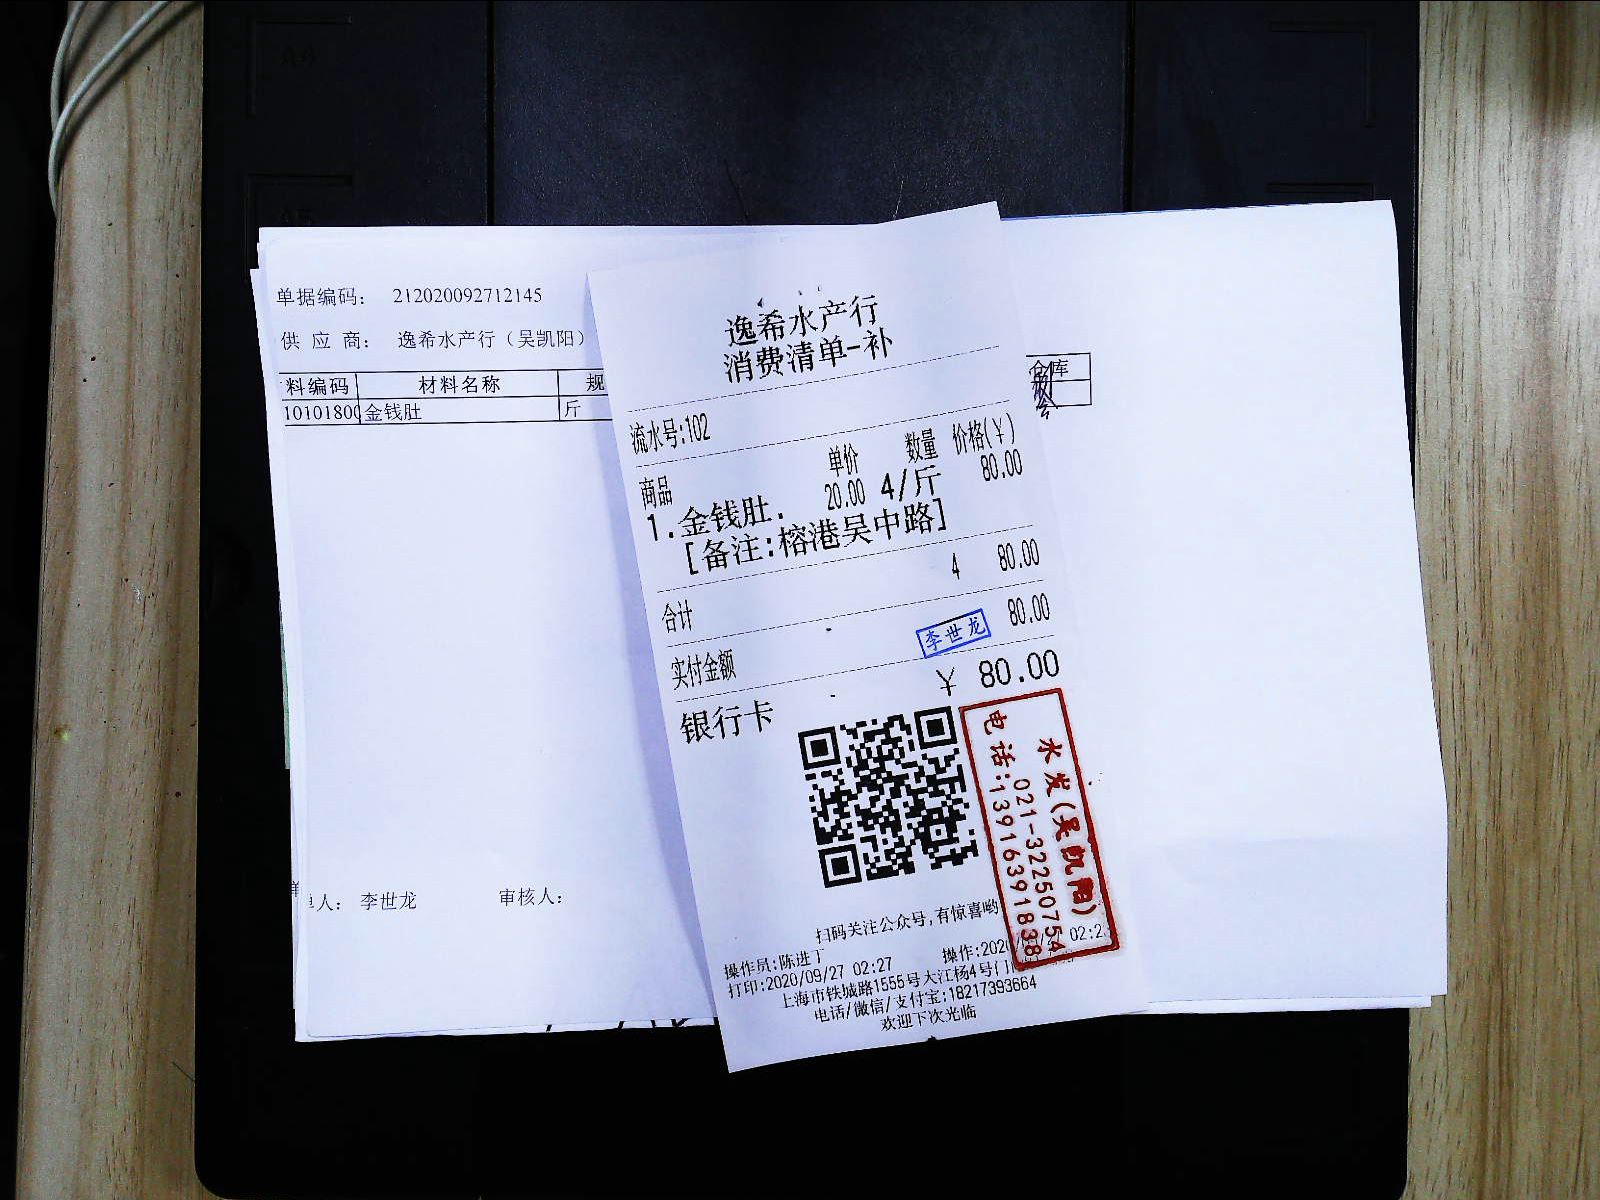 单据编码： 212020092712145
供 应 商： 逸希水产行（吴凯阳）
料编码 材料名称 规
1010180 金钱肚 斤
仓库
逸希水产行
消费清单-补
流水号:102
商品 单价 数量 价格(¥)
1.金钱肚. 20.00 4/斤 80.00
[备注:榕港吴中路]
4 80.00
合计 80.00
李世龙
实付金额 ¥ 80.00
银行卡
水发(吴凯阳)
021-32250754
电话:13916391838
扫码关注公众号,有惊喜哟
操作员:陈进丁 操作:202 02:2
打印:2020/09/27 02:27
上海市铁城路1555号大江杨4号门
电话/微信/支付宝:18217393664
欢迎下次光临
单人： 李世龙 审核人：